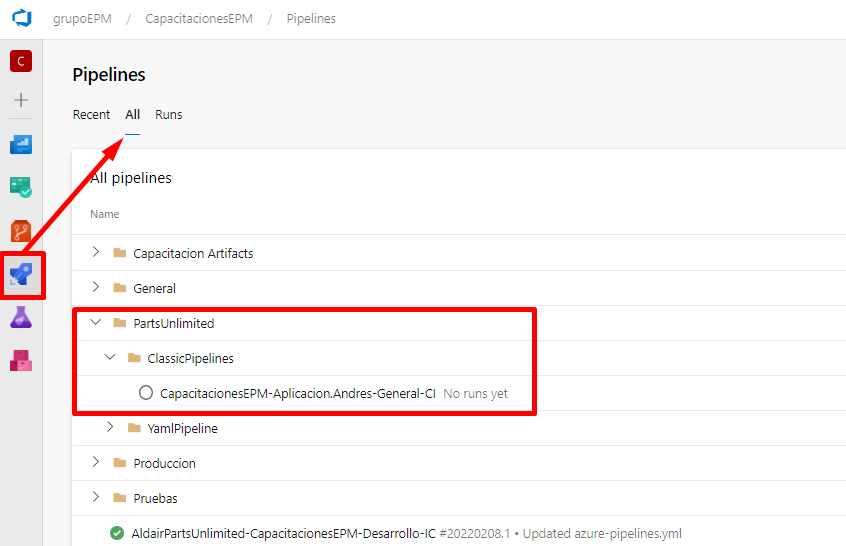 grupoEPM / CapacitacionesEPM / Pipelines
C
Pipelines
Recent All Runs
All pipelines
Name
Capacitacion Artifacts
General
PartsUnlimited
ClassicPipelines
CapacitacionesEPM-Aplicacion.Andres-General-CI No runs yet
YamlPipeline
Produccion
Pruebas
AldairPartsUnlimited-CapacitacionesEPM-Desarrollo-IC #20220208.1 • Updated azure-pipelines.yml